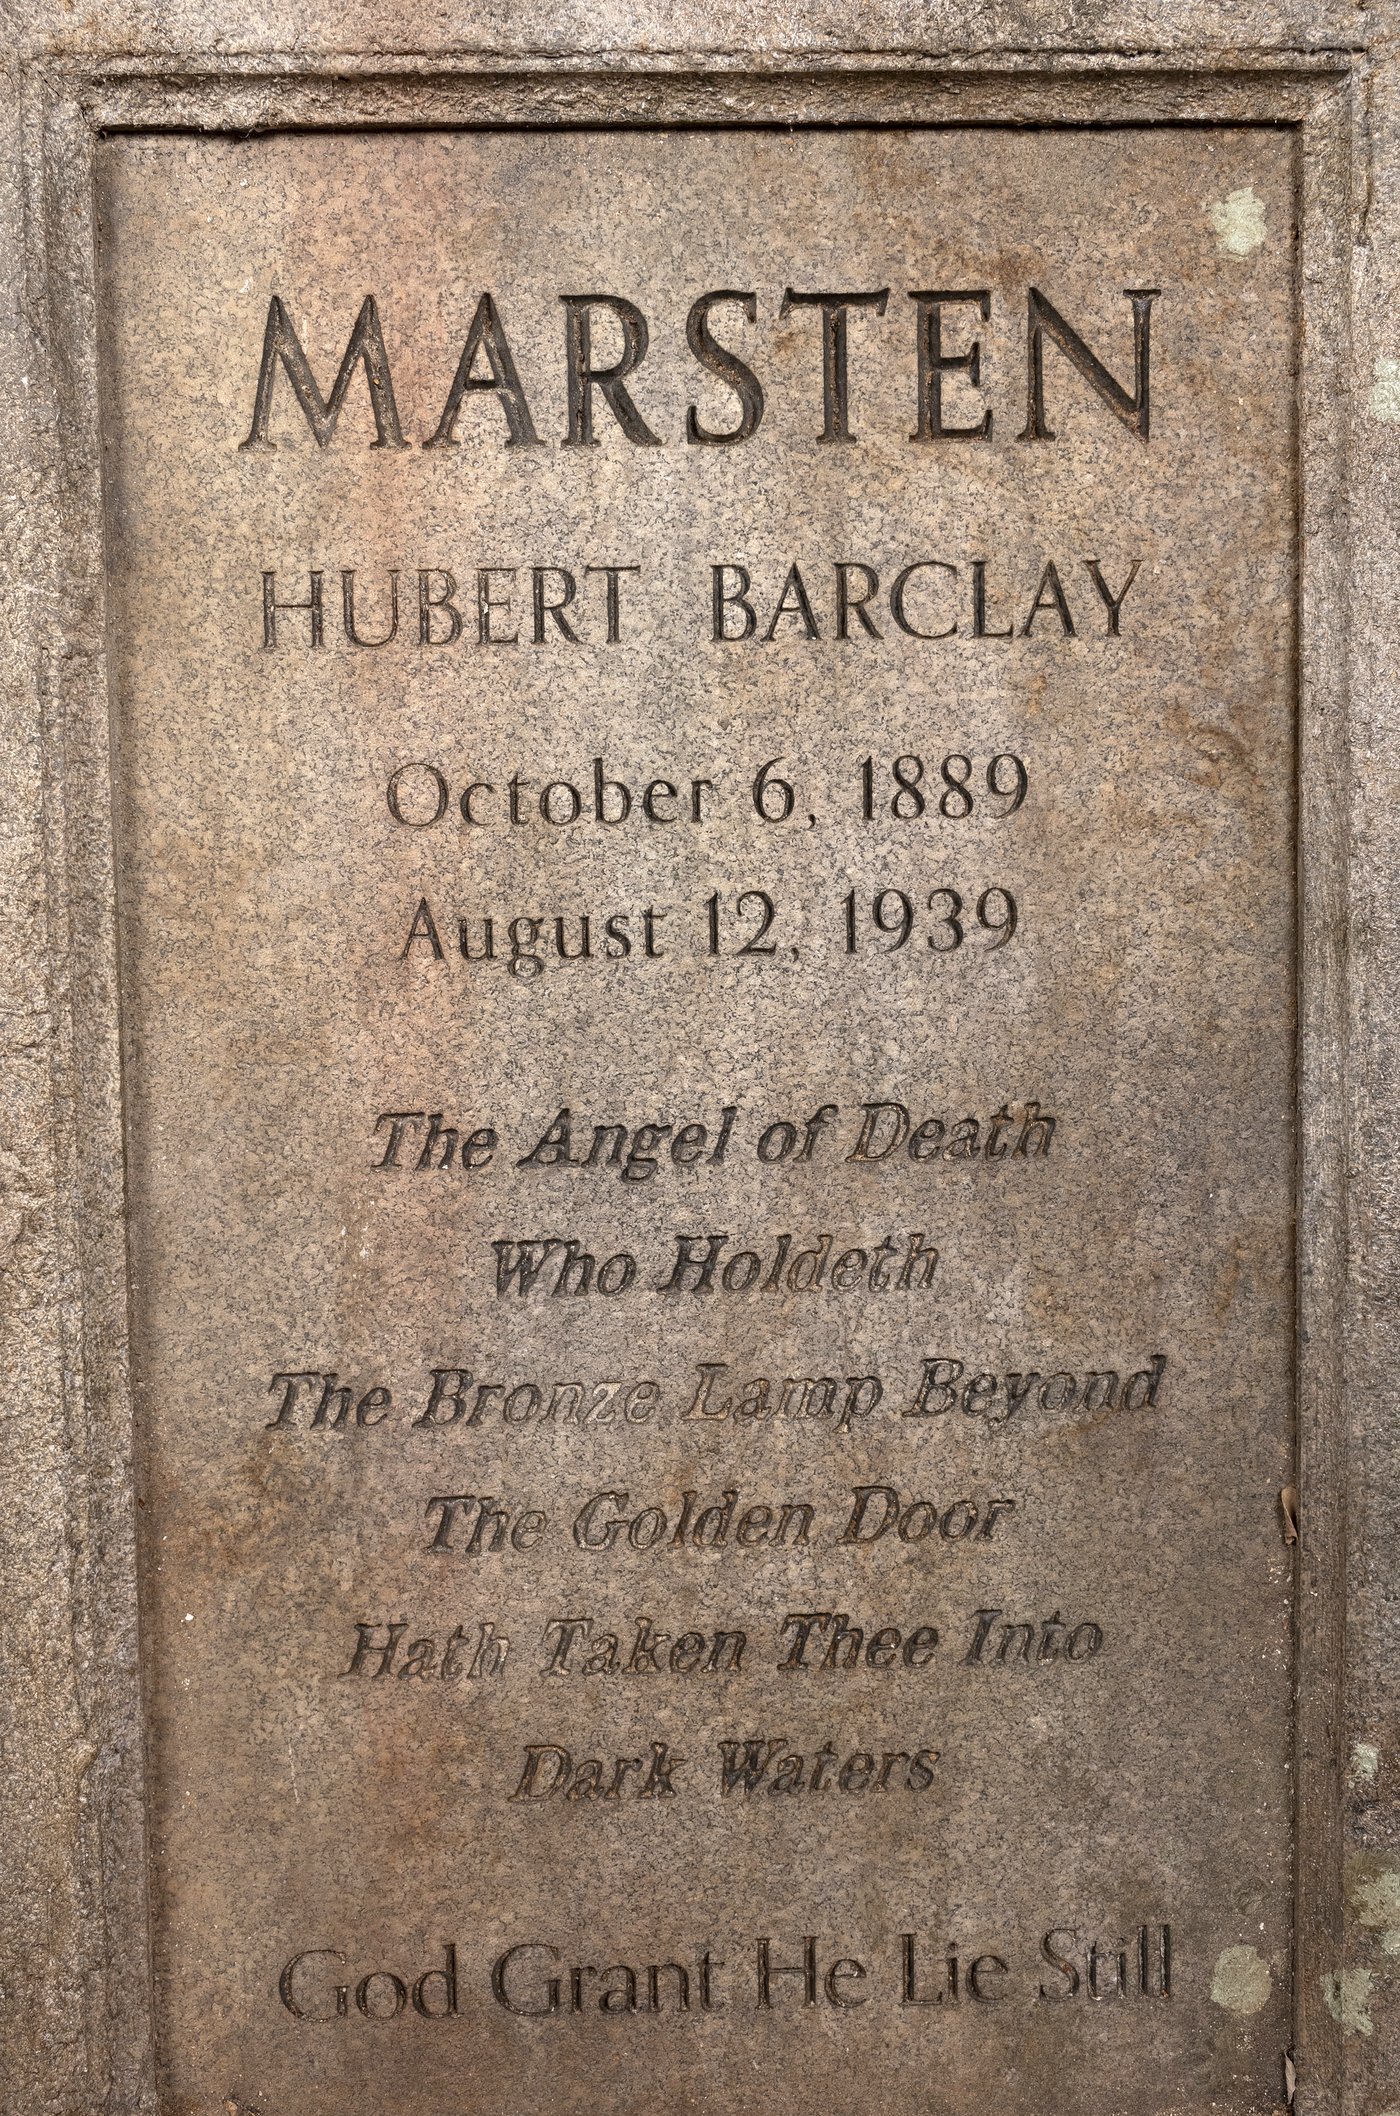 MARSTEN
HUBERT BARCLAY
October 6, 1889
August 12, 1939
The Angel of Death
Who Holdeth
The Bronze Lamp Beyond
The Golden Door
Hath Taken Thee Into
Dark Waters
God Grant He Lie Still